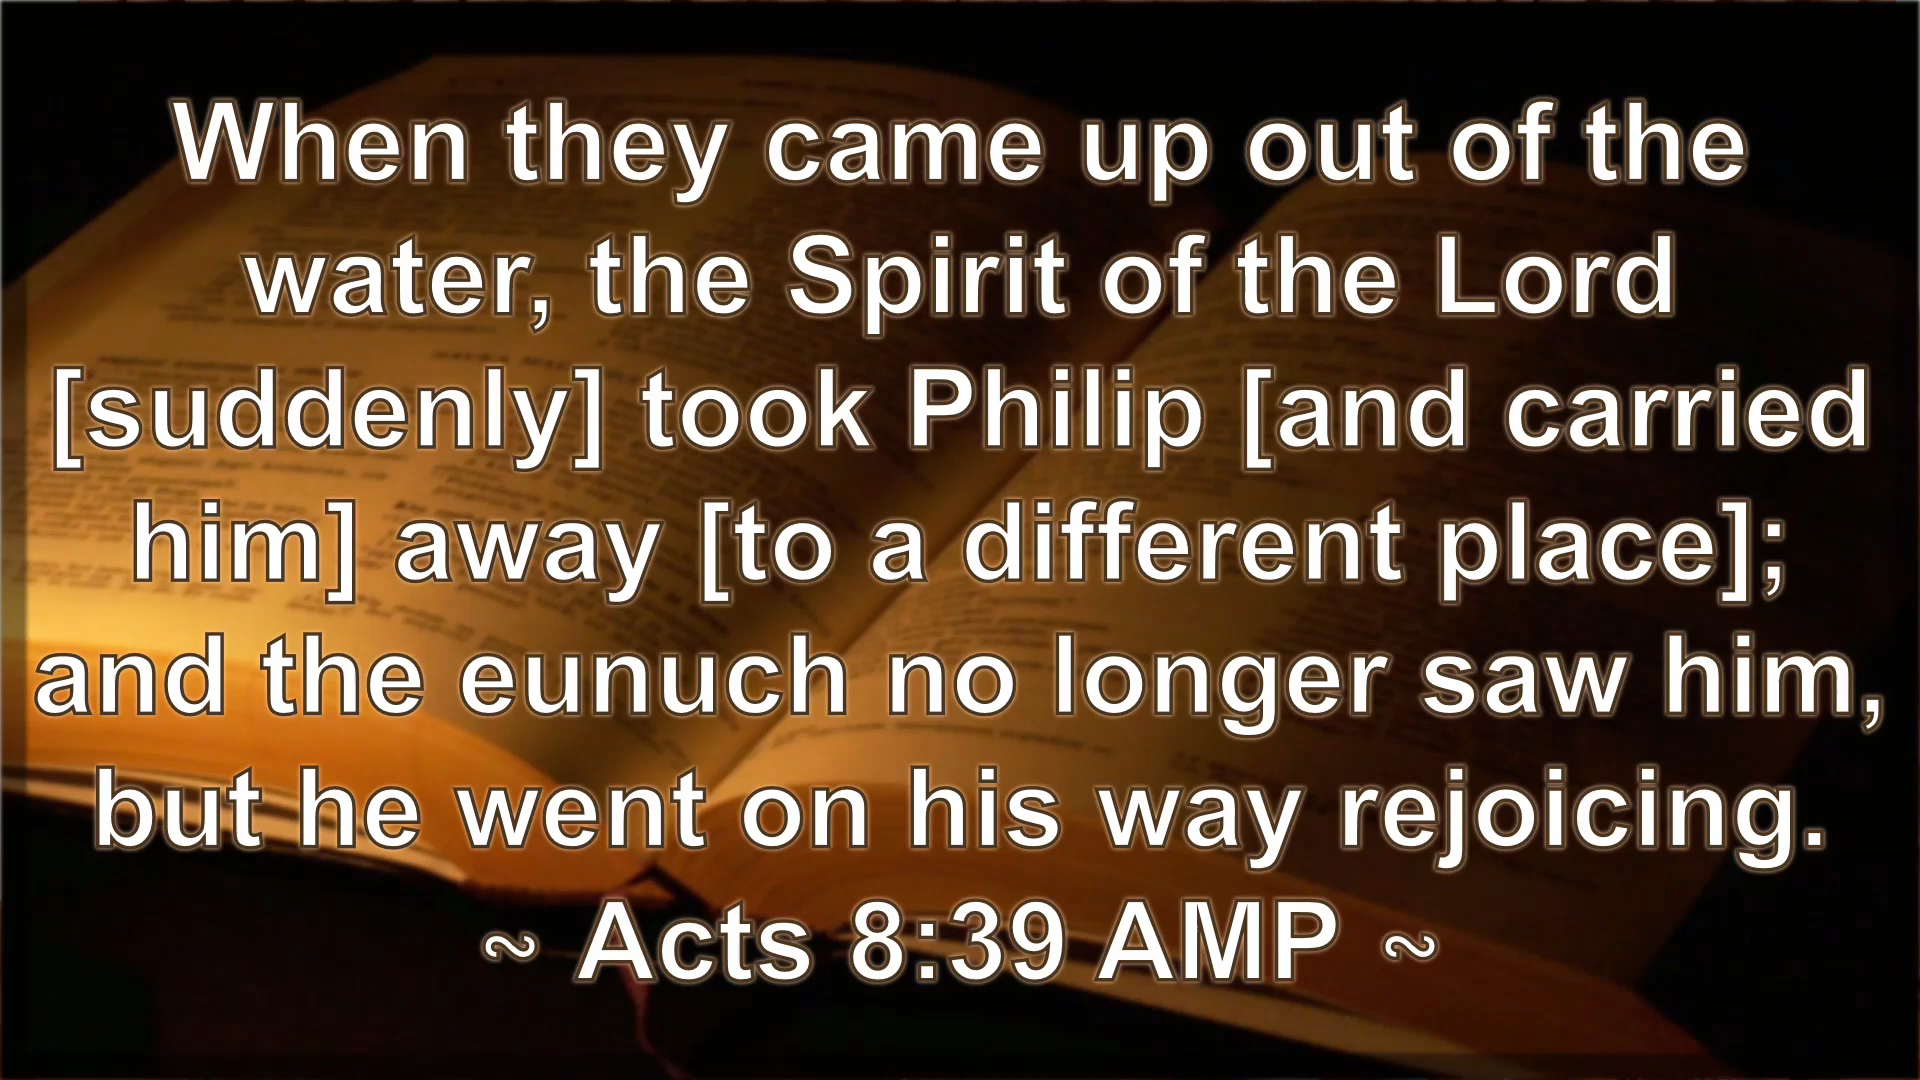 When they came up out of the
water, the Spirit of the Lord
[suddenly] took Philip [and carried
him] away [to a different place];
and the eunuch no longer saw him,
but he went on his way rejoicing.
~ Acts 8:39 AMP ~